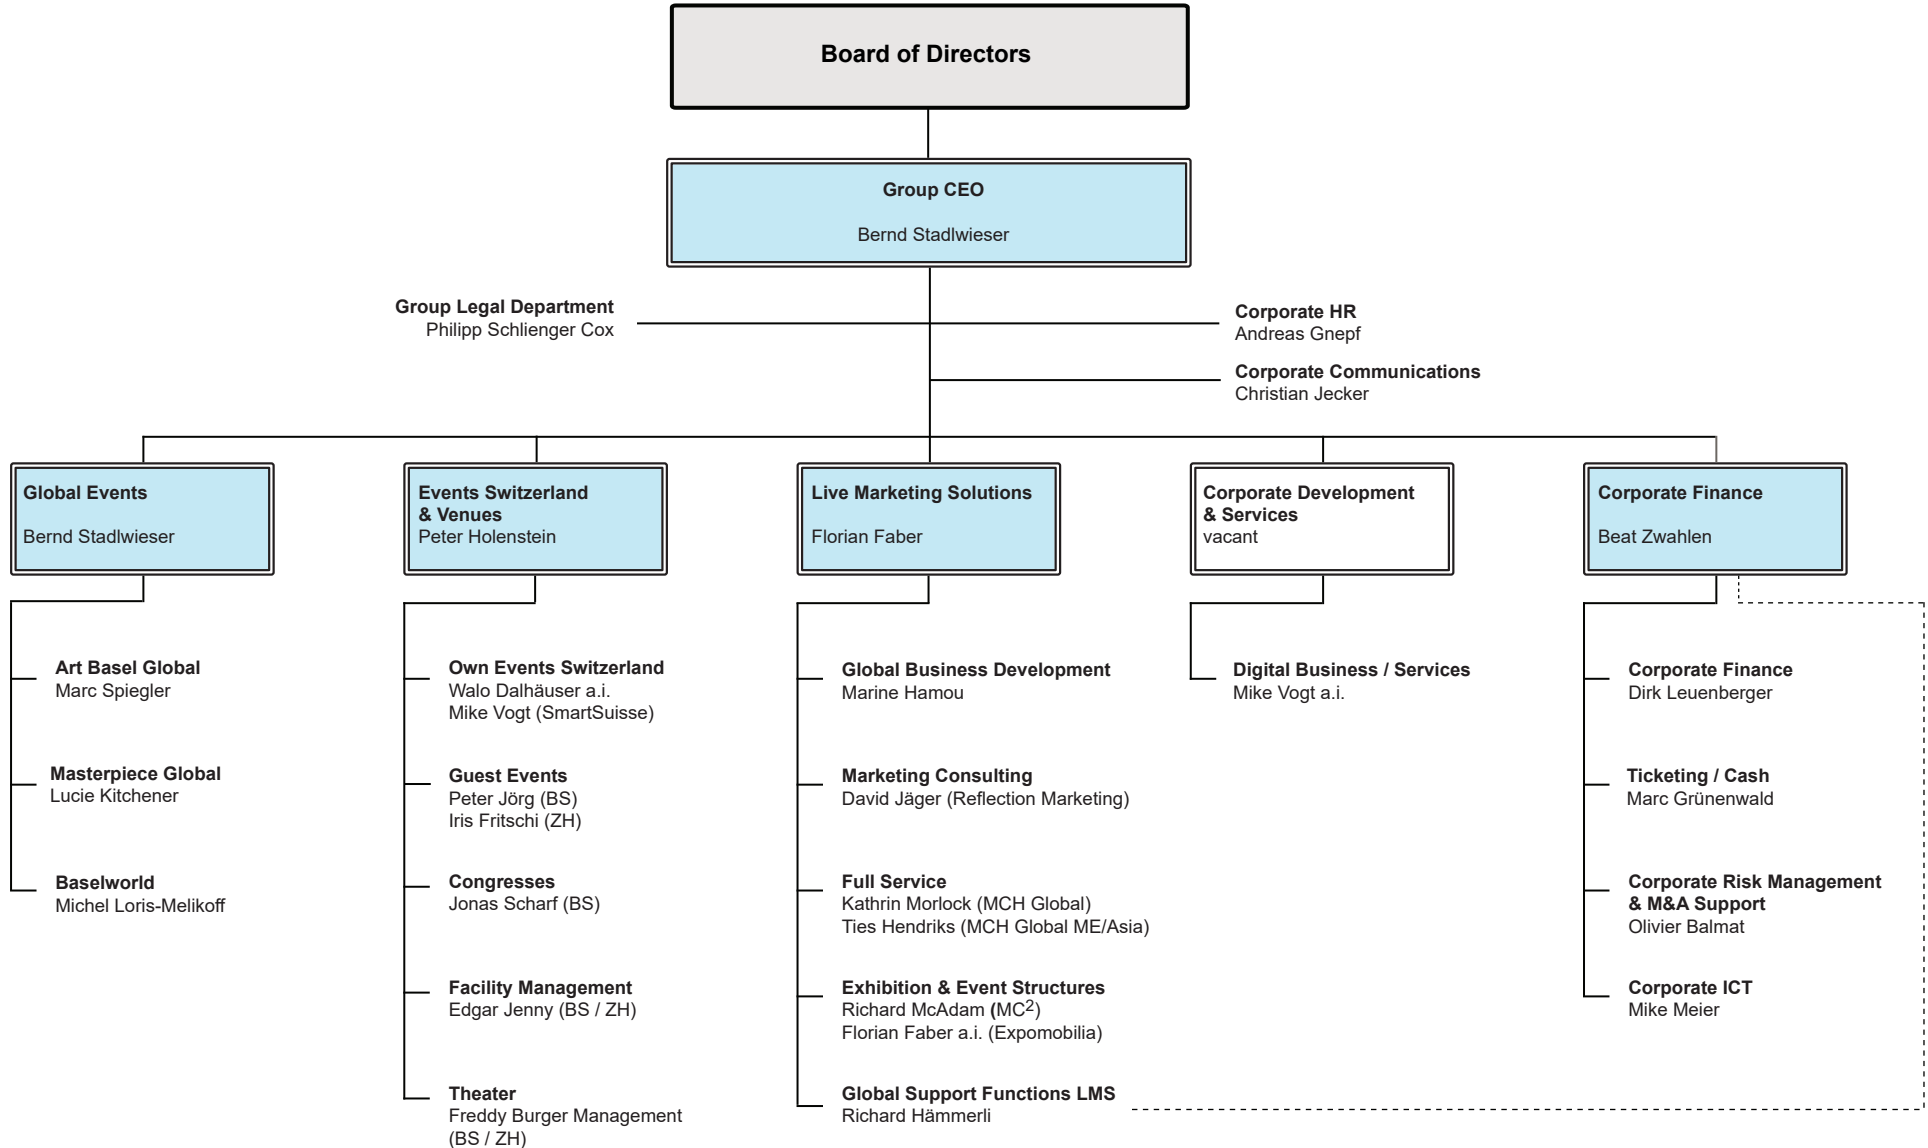 Board of Directors
Group CEO
Bernd Stadlwieser
Group Legal Department
Philipp Schlienger Cox
Corporate HR
Andreas Gnepf
Corporate Communications
Christian Jecker
Global Events
Bernd Stadlwieser
Events Switzerland
& Venues
Peter Holenstein
Live Marketing Solutions
Florian Faber
Corporate Development
& Services
vacant
Corporate Finance
Beat Zwahlen
Art Basel Global
Marc Spiegler
Masterpiece Global
Lucie Kitchener
Baselworld
Michel Loris-Melikoff
Own Events Switzerland
Walo Dalhäuser a.i.
Mike Vogt (SmartSuisse)
Guest Events
Peter Jörg (BS)
Iris Fritschi (ZH)
Congresses
Jonas Scharf (BS)
Facility Management
Edgar Jenny (BS / ZH)
Theater
Freddy Burger Management
(BS / ZH)
Global Business Development
Marine Hamou
Marketing Consulting
David Jäger (Reflection Marketing)
Full Service
Kathrin Morlock (MCH Global)
Ties Hendriks (MCH Global ME/Asia)
Exhibition & Event Structures
Richard McAdam (MC²)
Florian Faber a.i. (Expomobilia)
Global Support Functions LMS
Richard Hämmerli
Digital Business / Services
Mike Vogt a.i.
Corporate Finance
Dirk Leuenberger
Ticketing / Cash
Marc Grünenwald
Corporate Risk Management
& M&A Support
Olivier Balmat
Corporate ICT
Mike Meier